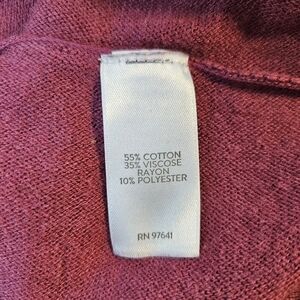 55% COTTON
35% VISCOSE
RAYON
10% POLYESTER
RN 97641